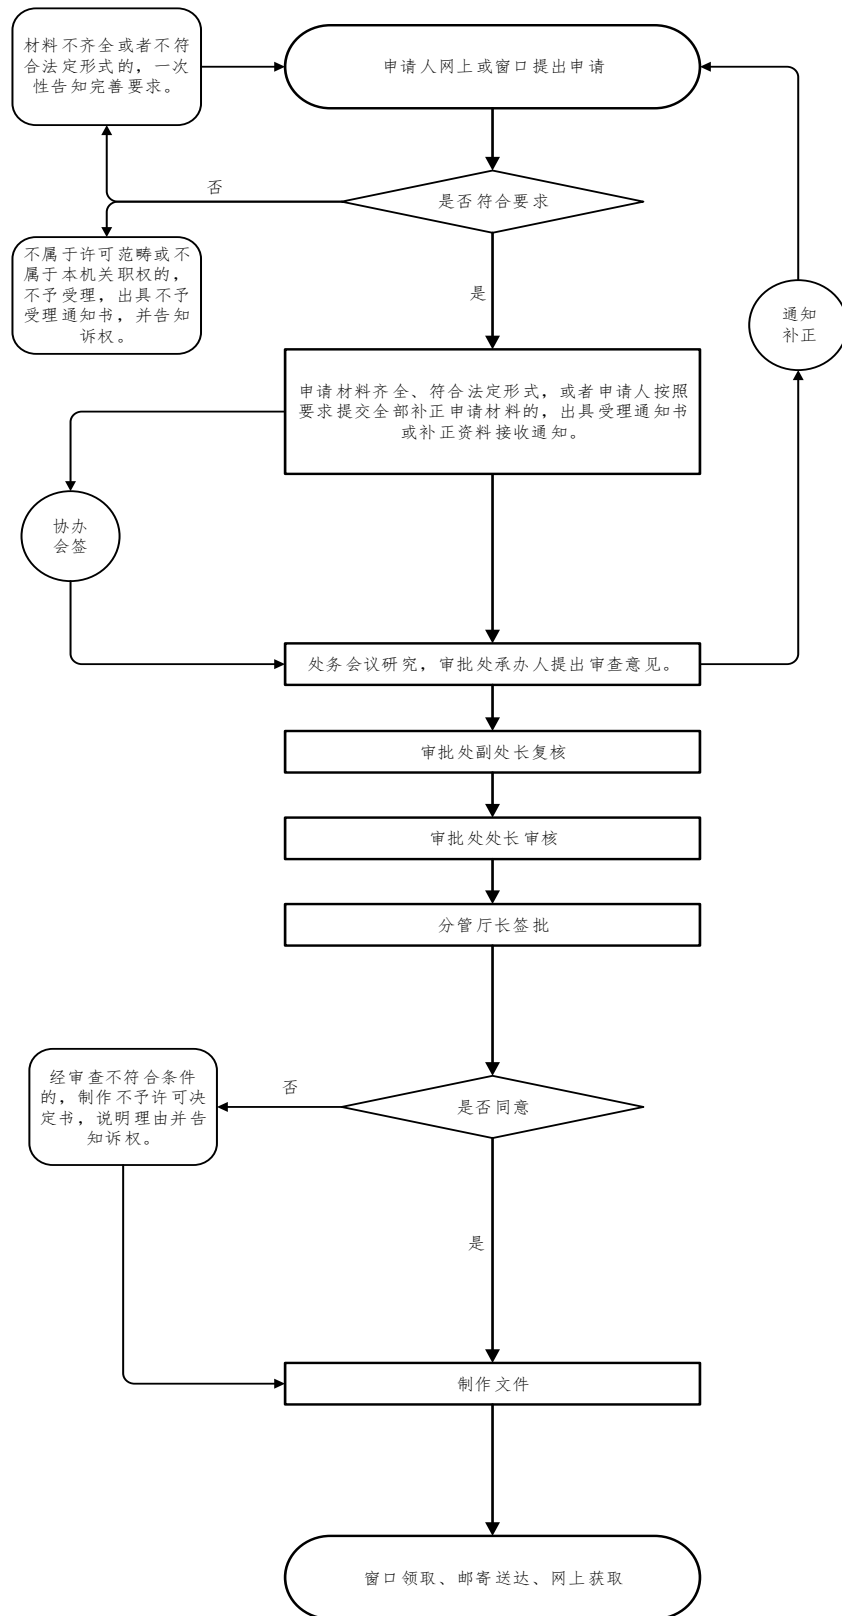 材料不齐全或者不符
合法定形式的，一次
性告知完善要求。
申请人网上或窗口提出申请
否
是否符合要求
不属于许可范畴或不
属于本机关职权的，
不予受理，出具不予
受理通知书，并告知
诉权。
是
通知
补正
申请材料齐全、符合法定形式，或者申请人按照
要求提交全部补正申请材料的，出具受理通知书
或补正资料接收通知。
协办
会签
处务会议研究，审批处承办人提出审查意见。
审批处副处长复核
审批处处长审核
分管厅长签批
经审查不符合条件
的，制作不予许可决
定书，说明理由并告
知诉权。
否
是否同意
是
制作文件
窗口领取、邮寄送达、网上获取